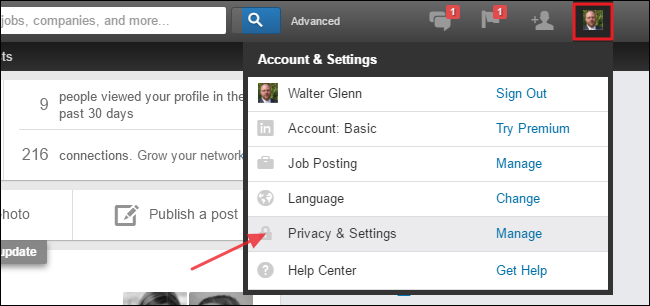 jobs, companies, and more...
Advanced
1
1
ts
Account & Settings
9 people viewed your profile in the
past 30 days
216 connections. Grow your network
hoto
Publish a post
update
Walter Glenn Sign Out
in Account: Basic Try Premium
Job Posting Manage
Language Change
Privacy & Settings Manage
? Help Center Get Help